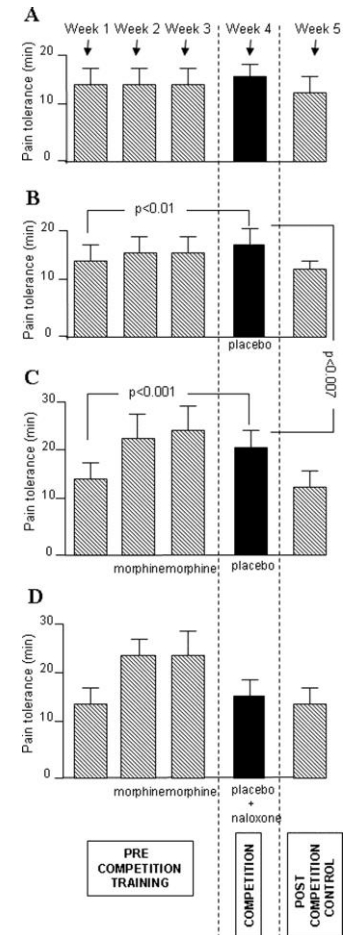 A
Week 1 Week 2 Week 3 Week 4 Week 5
Pain tolerance (min)
20
10
0
B
p<0.01
Pain tolerance (min)
20
10
0
placebo
p<0.007
C
p<0.001
Pain tolerance (min)
30
20
10
0
morphine morphine placebo
D
Pain tolerance (min)
30
20
10
0
morphine morphine placebo
+
naloxone
PRE
COMPETITION
TRAINING
COMPETITION
POST
COMPETITION
CONTROL